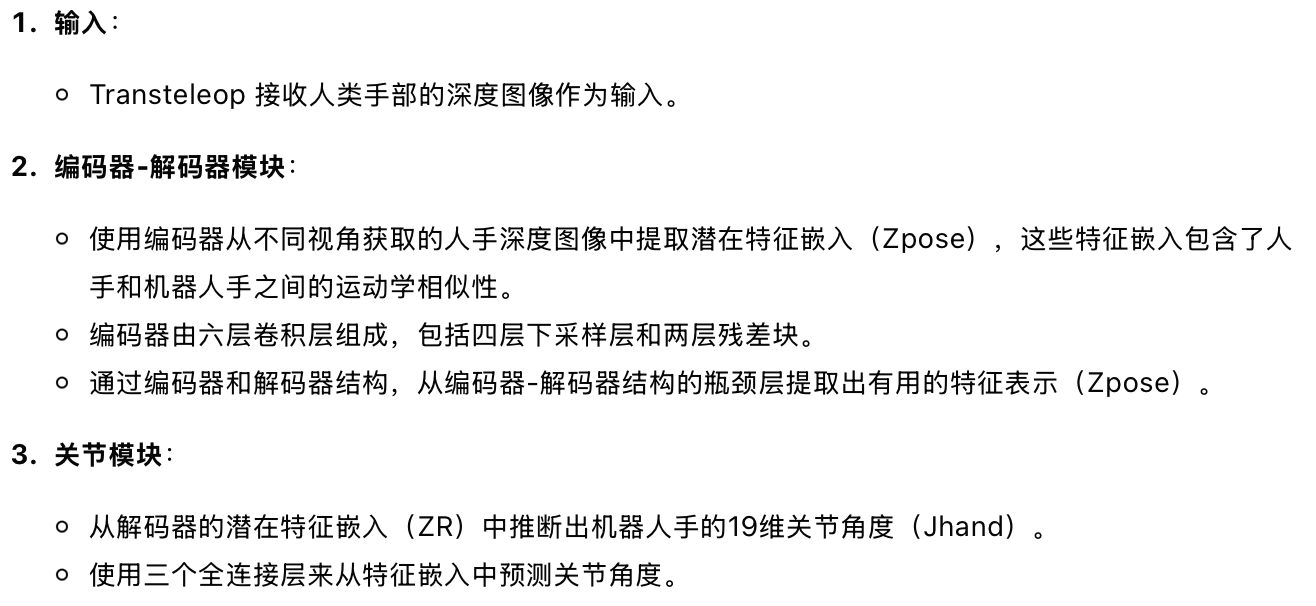 1. 输入：
Transteleop 接收人类手部的深度图像作为输入。
2. 编码器-解码器模块：
使用编码器从不同视角获取的人手深度图像中提取潜在特征嵌入（Zpose），这些特征嵌入包含了人
手和机器人手之间的运动学相似性。
编码器由六层卷积层组成，包括四层下采样层和两层残差块。
通过编码器和解码器结构，从编码器-解码器结构的瓶颈层提取出有用的特征表示（Zpose）。
3. 关节模块：
从解码器的潜在特征嵌入（ZR）中推断出机器人手的19维关节角度（Jhand）。
使用三个全连接层来从特征嵌入中预测关节角度。